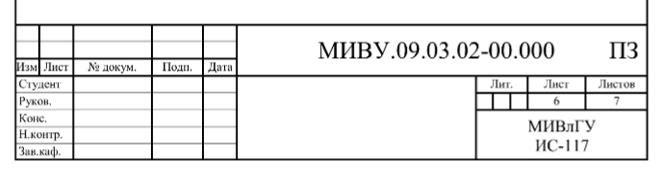 МИВУ.09.03.02-00.000 ПЗ
Изм Лист № докум. Подп. Дата
Студент Лит. Лист Листов
Руков. 6 7
Конс.
МИВлГУ
Н.контр.
ИС-117
Зав.каф.